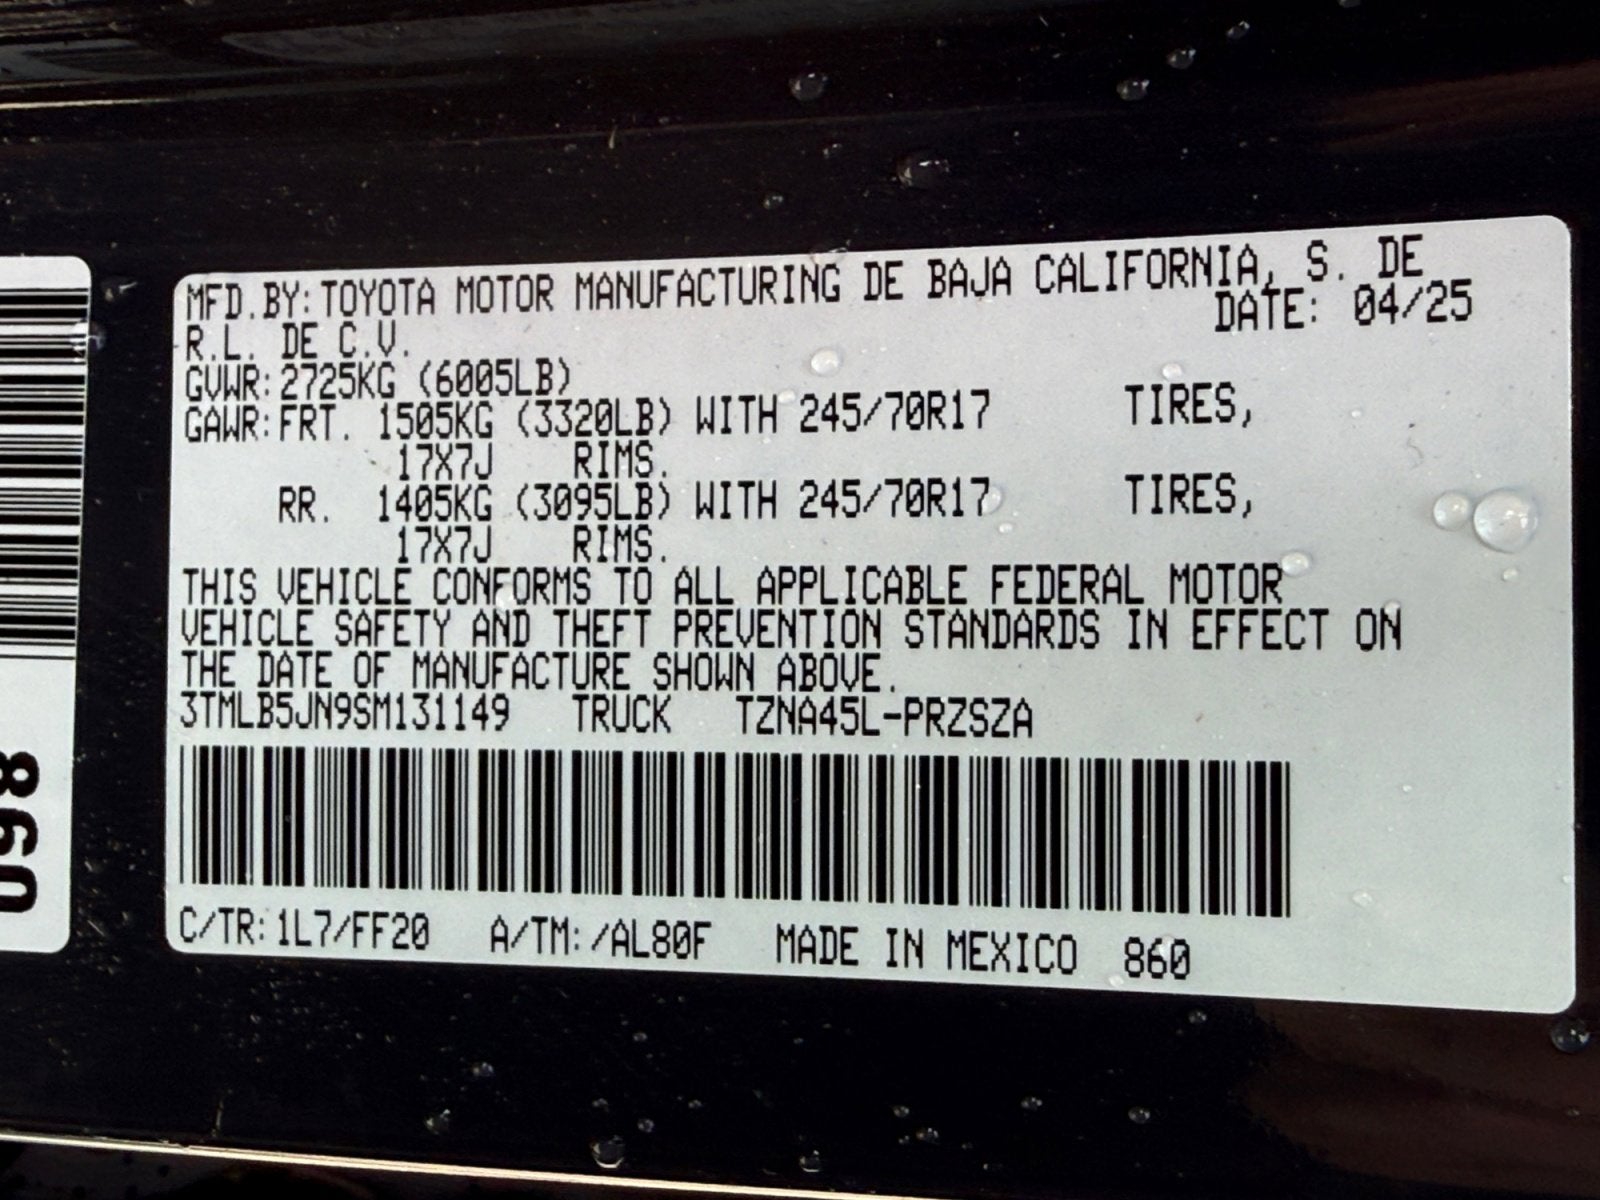 MFD.BY:TOYOTA MOTOR MANUFACTURING DE BAJA CALIFORNIA, S. DE
R.L. DE C.V. DATE: 04/25
GVWR:2725KG (6005LB)
GAWR:FRT. 1505KG (3320LB) WITH 245/70R17 TIRES,
17X7J RIMS.
RR. 1405KG (3095LB) WITH 245/70R17 TIRES,
17X7J RIMS.
THIS VEHICLE CONFORMS TO ALL APPLICABLE FEDERAL MOTOR
VEHICLE SAFETY AND THEFT PREVENTION STANDARDS IN EFFECT ON
THE DATE OF MANUFACTURE SHOWN ABOVE.
3TMLB5JN9SM131149 TRUCK TZNA45L-PRZSZA
C/TR:1L7/FF20 A/TM:/AL80F MADE IN MEXICO 860
860